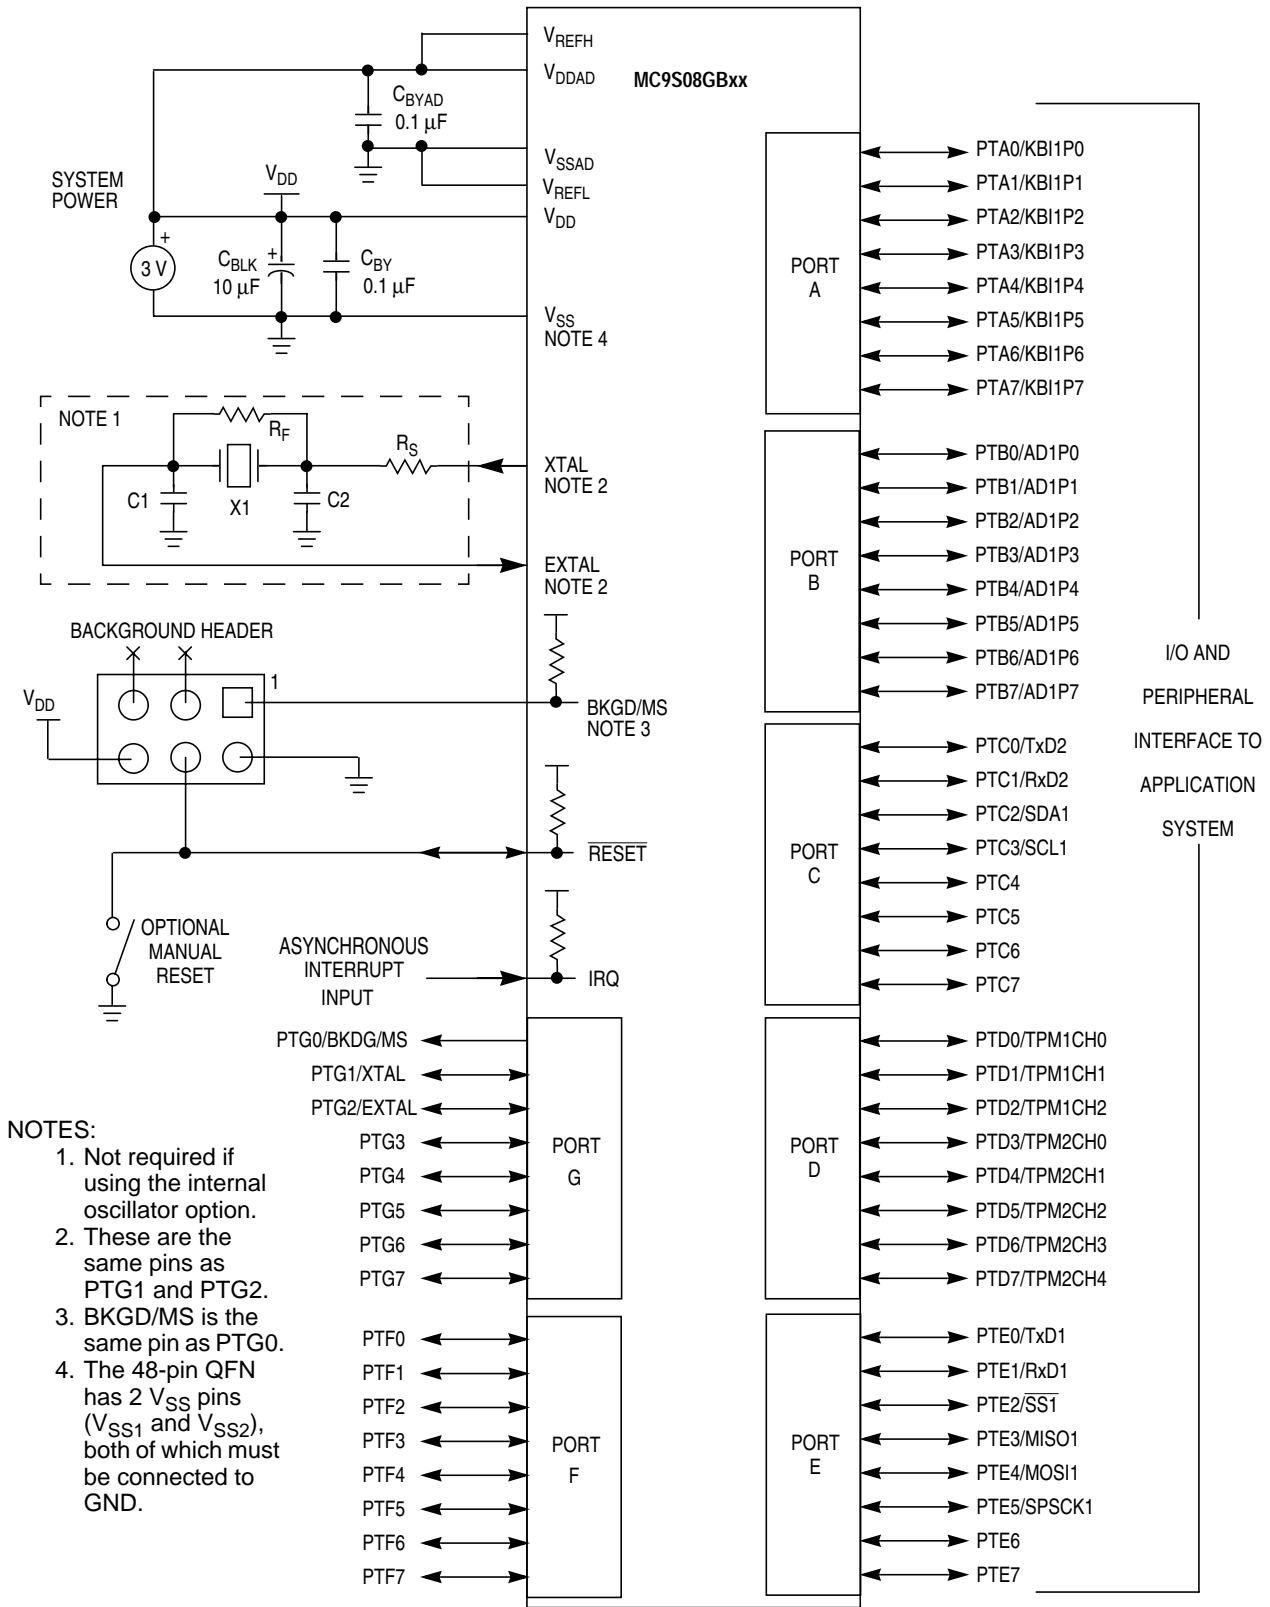 MC9S08GBxx
VREFH
VDDAD
CBYAD
0.1 μF
VSSAD
VREFL
SYSTEM
POWER
VDD
VDD
+
3 V
CBLK
+
10 μF
CBY
0.1 μF
VSS
NOTE 4
NOTE 1
RF
RS
C1
X1
C2
XTAL
NOTE 2
EXTAL
NOTE 2
BACKGROUND HEADER
1
VDD
BKGD/MS
NOTE 3
RESET
OPTIONAL
MANUAL
RESET
ASYNCHRONOUS
INTERRUPT
INPUT
IRQ
PTG0/BKDG/MS
PTG1/XTAL
PTG2/EXTAL
PTG3
PTG4
PTG5
PTG6
PTG7
PORT
G
PTF0
PTF1
PTF2
PTF3
PTF4
PTF5
PTF6
PTF7
PORT
F
NOTES:
1. Not required if
using the internal
oscillator option.
2. These are the
same pins as
PTG1 and PTG2.
3. BKGD/MS is the
same pin as PTG0.
4. The 48-pin QFN
has 2 VSS pins
(VSS1 and VSS2),
both of which must
be connected to
GND.
PORT
A
PTA0/KBI1P0
PTA1/KBI1P1
PTA2/KBI1P2
PTA3/KBI1P3
PTA4/KBI1P4
PTA5/KBI1P5
PTA6/KBI1P6
PTA7/KBI1P7
PORT
B
PTB0/AD1P0
PTB1/AD1P1
PTB2/AD1P2
PTB3/AD1P3
PTB4/AD1P4
PTB5/AD1P5
PTB6/AD1P6
PTB7/AD1P7
PORT
C
PTC0/TxD2
PTC1/RxD2
PTC2/SDA1
PTC3/SCL1
PTC4
PTC5
PTC6
PTC7
PORT
D
PTD0/TPM1CH0
PTD1/TPM1CH1
PTD2/TPM1CH2
PTD3/TPM2CH0
PTD4/TPM2CH1
PTD5/TPM2CH2
PTD6/TPM2CH3
PTD7/TPM2CH4
PORT
E
PTE0/TxD1
PTE1/RxD1
PTE2/SS1
PTE3/MISO1
PTE4/MOSI1
PTE5/SPSCK1
PTE6
PTE7
I/O AND
PERIPHERAL
INTERFACE TO
APPLICATION
SYSTEM